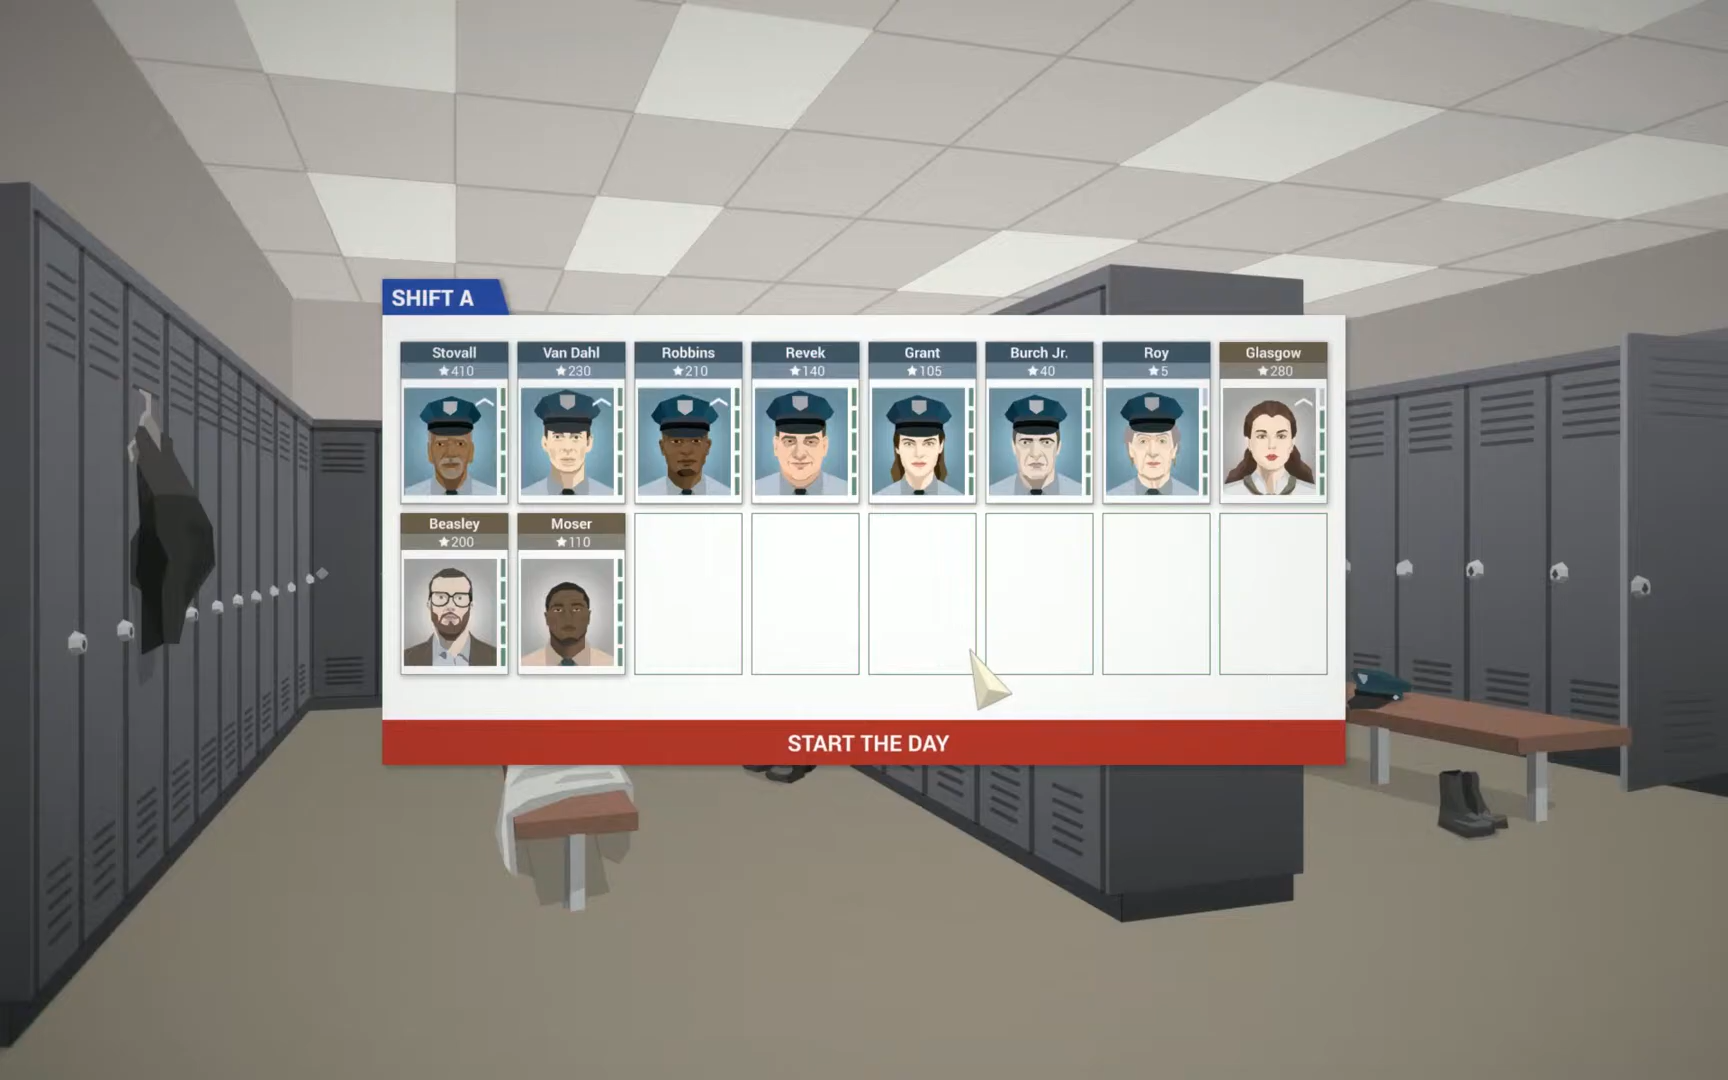 SHIFT A
Stovall
★410
Van Dahl
★230
Robbins
★210
Revek
★140
Grant
★105
Burch Jr.
★40
Roy
★5
Glasgow
★280
Beasley
★200
Moser
★110
START THE DAY